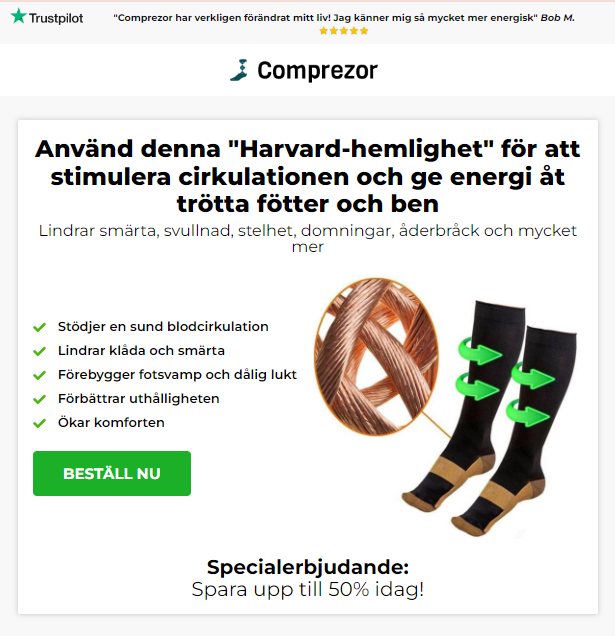 Trustpilot
"Comprezor har verkligen förändrat mitt liv! Jag känner mig så mycket mer energisk" Bob M.
Comprezor
Använd denna "Harvard-hemlighet" för att
stimulera cirkulationen och ge energi åt
trötta fötter och ben
Lindrar smärta, svullnad, stelhet, domningar, åderbråck och mycket
mer
Stödjer en sund blodcirkulation
Lindrar klåda och smärta
Förebygger fotsvamp och dålig lukt
Förbättrar uthålligheten
Ökar komforten
BESTÄLL NU
Specialerbjudande:
Spara upp till 50% idag!